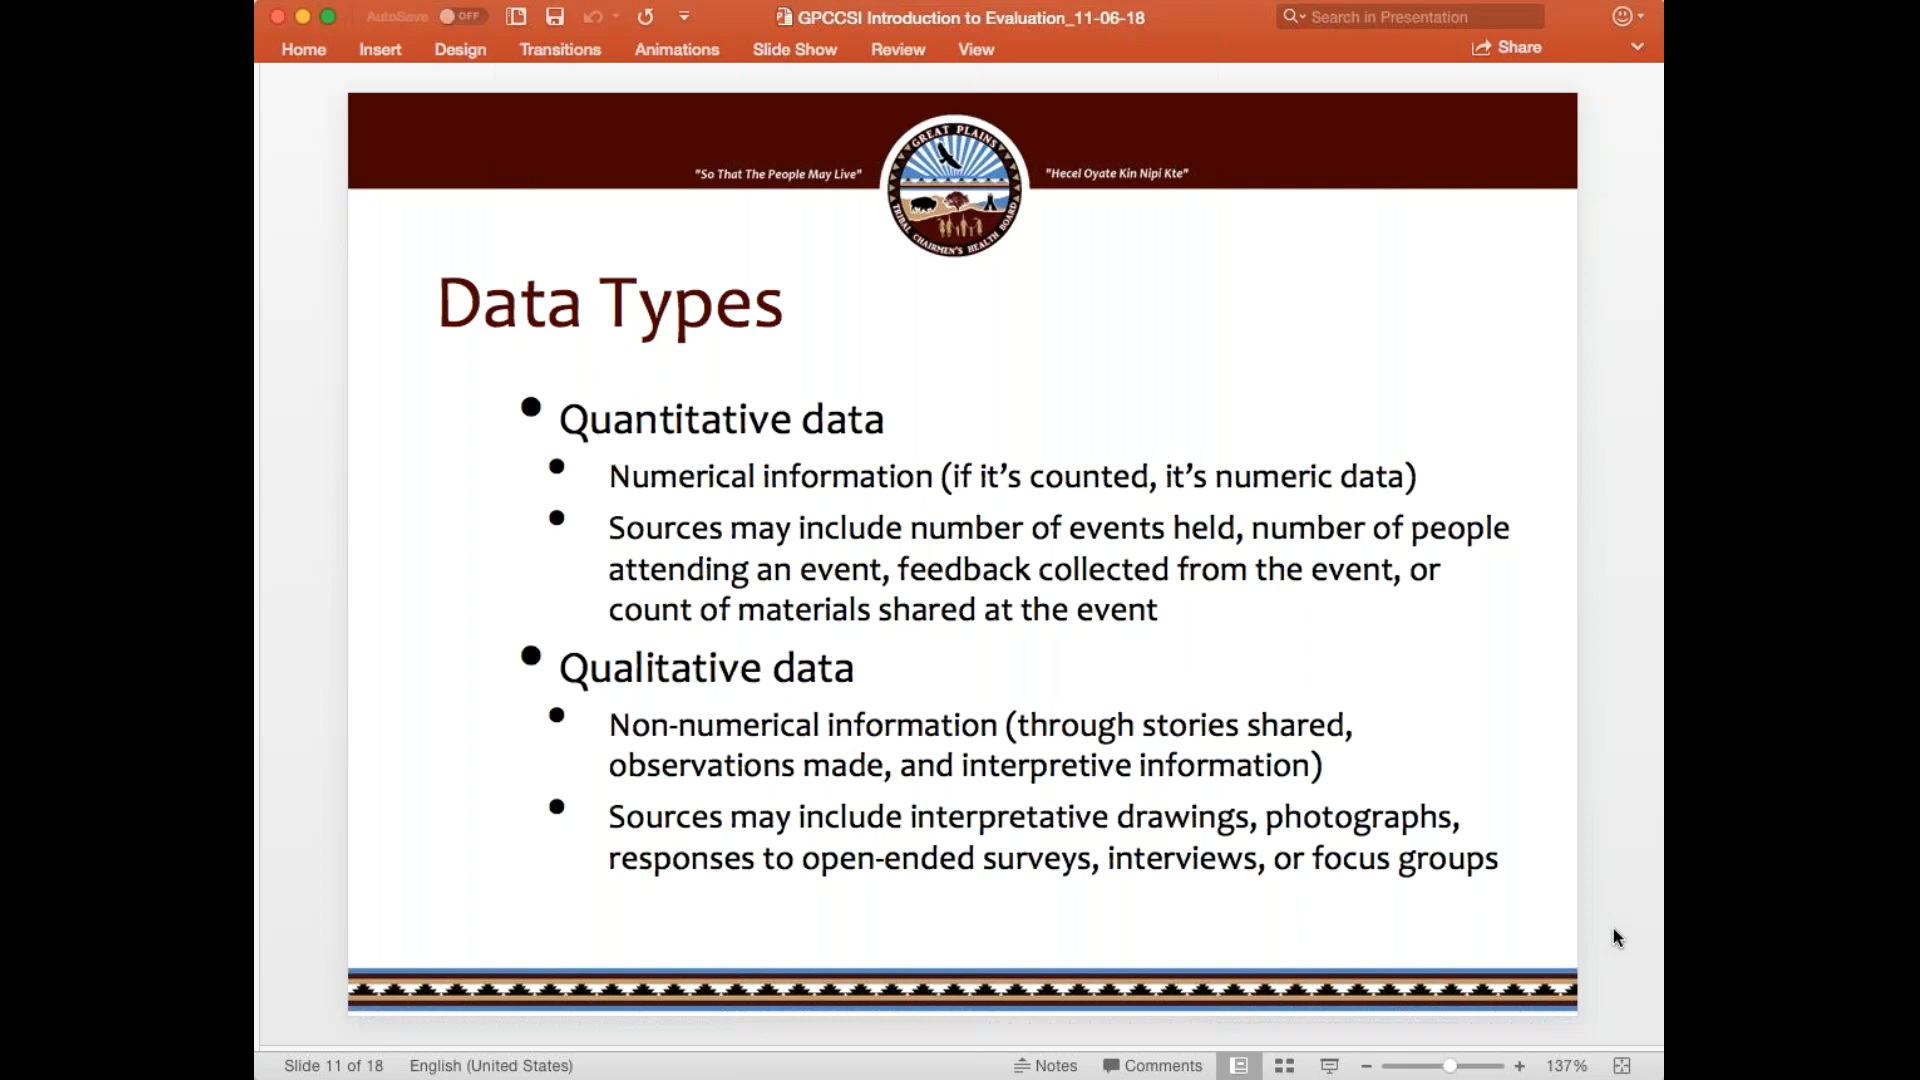 AutoSave OFF
GPCCSI Introduction to Evaluation_11-06-18
Search in Presentation
Home Insert Design Transitions Animations Slide Show Review View
Share
"So That The People May Live"
GREAT PLAINS
TRIBAL CHAIRMEN'S HEALTH BOARD
"Hecel Oyate Kin Nipi Kte"
Data Types
• Quantitative data
• Numerical information (if it’s counted, it’s numeric data)
• Sources may include number of events held, number of people
attending an event, feedback collected from the event, or
count of materials shared at the event
• Qualitative data
• Non-numerical information (through stories shared,
observations made, and interpretive information)
• Sources may include interpretative drawings, photographs,
responses to open-ended surveys, interviews, or focus groups
Slide 11 of 18 English (United States) Notes Comments 137%